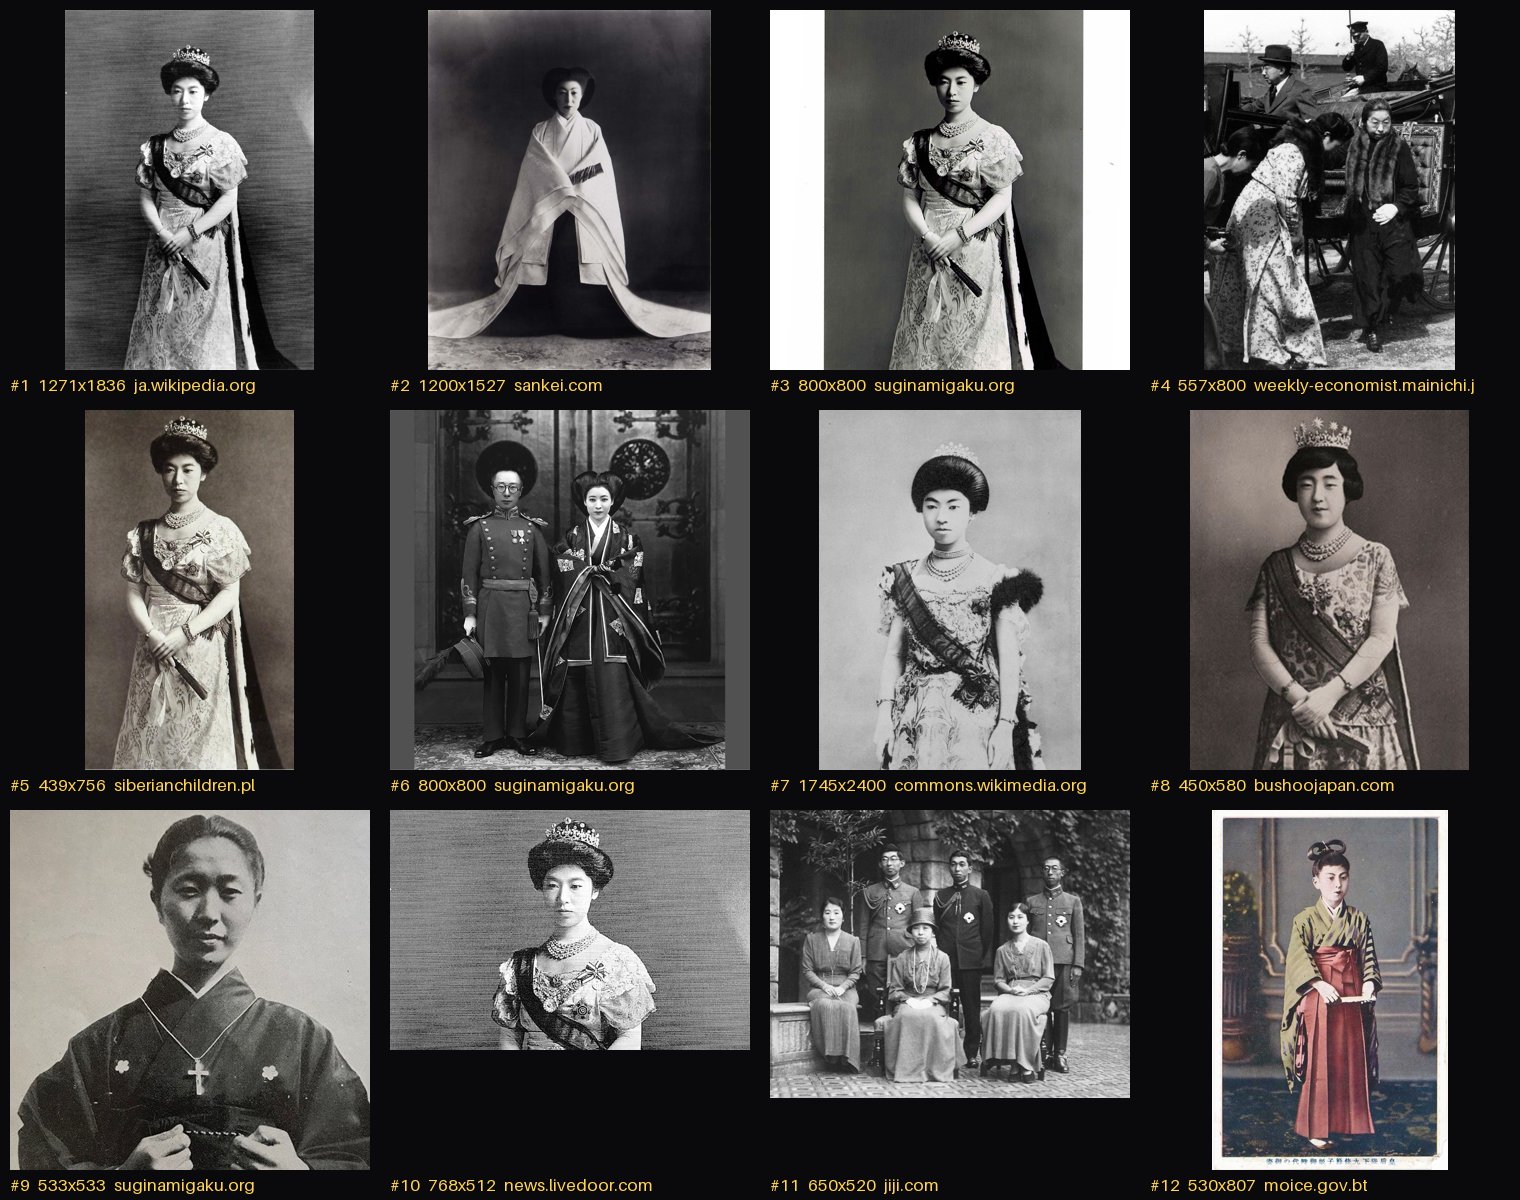 #1 1271x1836 ja.wikipedia.org
#2 1200x1527 sankei.com
#3 800x800 suginamigaku.org
#4 557x800 weekly-economist.mainichi.j
#5 439x756 siberianchildren.pl
#6 800x800 suginamigaku.org
#7 1745x2400 commons.wikimedia.org
#8 450x580 bushoojapan.com
#9 533x533 suginamigaku.org
#10 768x512 news.livedoor.com
#11 650x520 jiji.com
#12 530x807 moice.gov.bt